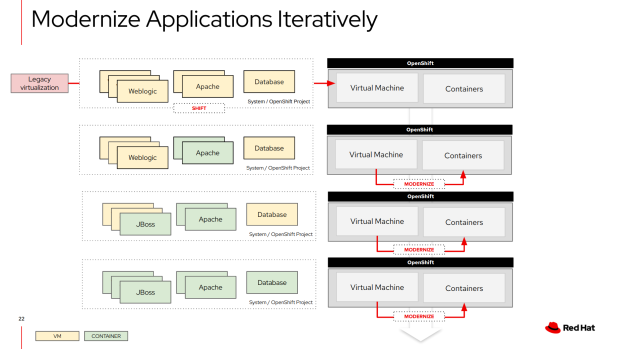 Modernize Applications Iteratively
Legacy
virtualization
Weblogic
Apache
Database
System / OpenShift Project
SHIFT
OpenShift
Virtual Machine
Containers
Weblogic
Apache
Database
System / OpenShift Project
OpenShift
Virtual Machine
Containers
MODERNIZE
JBoss
Apache
Database
System / OpenShift Project
OpenShift
Virtual Machine
Containers
MODERNIZE
JBoss
Apache
Database
System / OpenShift Project
OpenShift
Virtual Machine
Containers
MODERNIZE
22
VM
CONTAINER
Red Hat